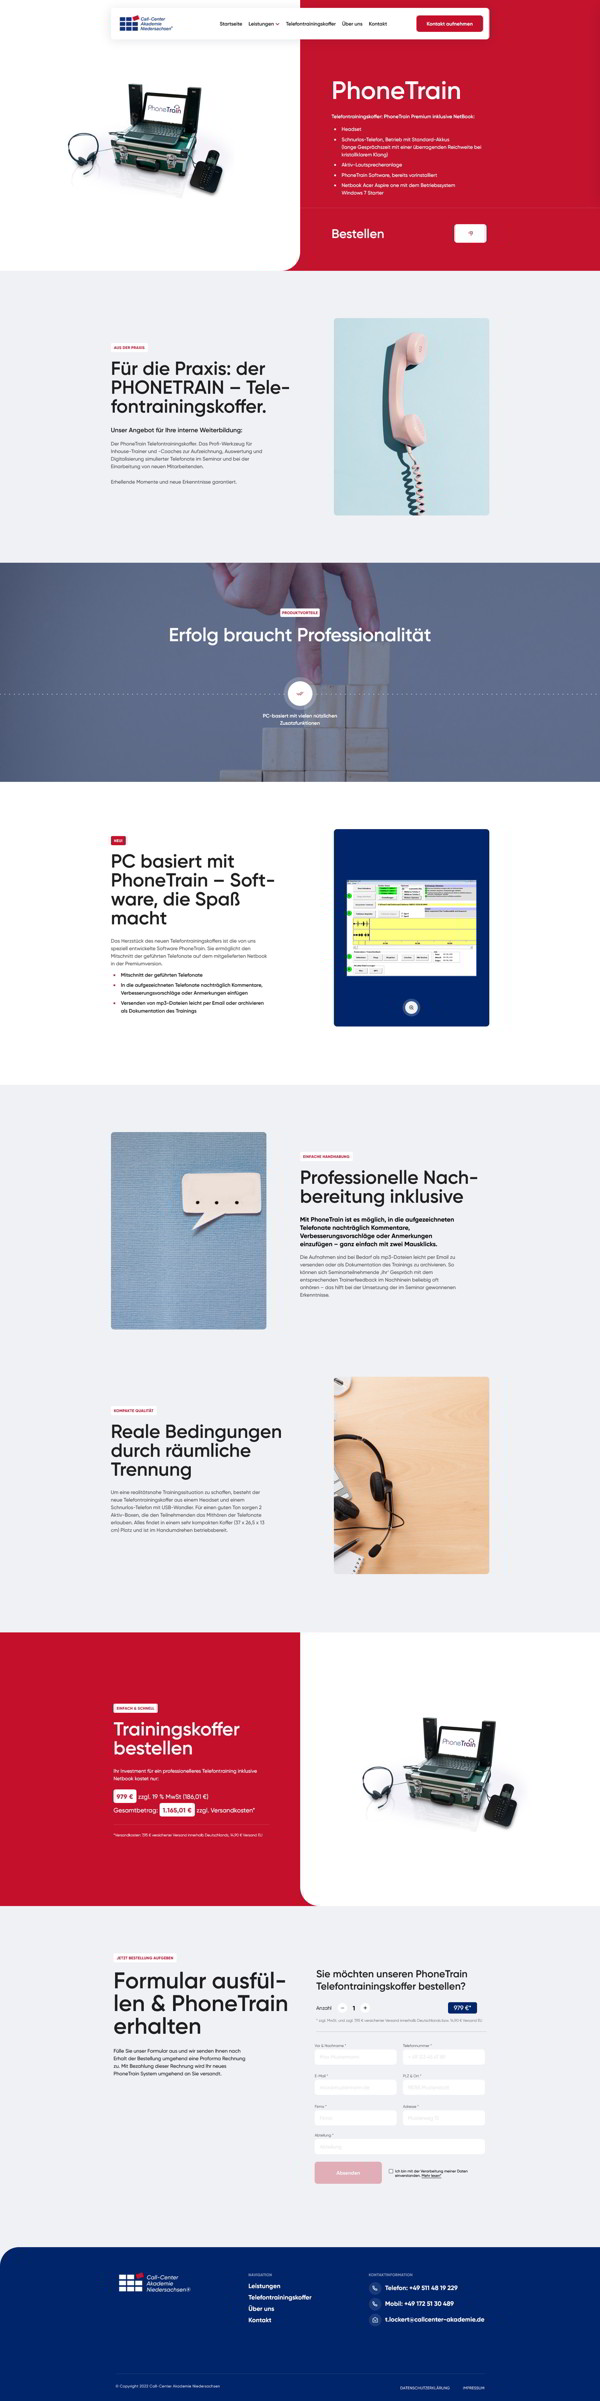 Call-Center
Akademie
Niedersachsen®
Startseite
Leistungen
Telefontrainingskoffer
Über uns
Kontakt
Kontakt aufnehmen
PhoneTrain
PhoneTrain
Telefontrainingskoffer: PhoneTrain Premium inklusive NetBook:
Headset
Schnurlos-Telefon, Betrieb mit Standard-Akkus
(lange Gesprächszeit mit einer überragenden Reichweite bei
kristallklarem Klang)
Aktiv-Lautsprecheranlage
PhoneTrain Software, bereits vorinstalliert
Netbook Acer Aspire one mit dem Betriebssystem
Windows 7 Starter
Bestellen
AUS DER PRAXIS
Für die Praxis: der
PHONETRAIN – Tele-
fontrainingskoffer.
Unser Angebot für Ihre interne Weiterbildung:
Der PhoneTrain Telefontrainingskoffer. Das Profi-Werkzeug für
Inhouse-Trainer und -Coaches zur Aufzeichnung, Auswertung und
Digitalisierung simulierter Telefonate im Seminar und bei der
Einarbeitung von neuen Mitarbeitenden.
Erhellende Momente und neue Erkenntnisse garantiert.
PRODUKTVORTEILE
Erfolg braucht Professionalität
PC-basiert mit vielen nützlichen
Zusatzfunktionen
NEU!
PC basiert mit
PhoneTrain – Soft-
ware, die Spaß
macht
Das Herzstück des neuen Telefontrainingskoffers ist die von uns
speziell entwickelte Software PhoneTrain. Sie ermöglicht den
Mitschnitt der geführten Telefonate auf dem mitgelieferten Netbook
in der Premiumversion.
Mitschnitt der geführten Telefonate
In die aufgezeichneten Telefonate nachträglich Kommentare,
Verbesserungsvorschläge oder Anmerkungen einfügen
Versenden von mp3-Dateien leicht per Email oder archivieren
als Dokumentation des Trainings
EINFACHE HANDHABUNG
Professionelle Nach-
bereitung inklusive
Mit PhoneTrain ist es möglich, in die aufgezeichneten
Telefonate nachträglich Kommentare,
Verbesserungsvorschläge oder Anmerkungen
einzufügen – ganz einfach mit zwei Mausklicks.
Die Aufnahmen sind bei Bedarf als mp3-Dateien leicht per Email zu
versenden oder als Dokumentation des Trainings zu archivieren. So
können sich Seminarteilnehmende „ihr“ Gespräch mit dem
entsprechenden Trainerfeedback im Nachhinein beliebig oft
anhören – das hilft bei der Umsetzung der im Seminar gewonnenen
Erkenntnisse.
KOMPAKTE QUALITÄT
Reale Bedingungen
durch räumliche
Trennung
Um eine realitätsnahe Trainingssituation zu schaffen, besteht der
neue Telefontrainingskoffer aus einem Headset und einem
Schnurlos-Telefon mit USB-Wandler. Für einen guten Ton sorgen 2
Aktiv-Boxen, die den Teilnehmenden das Mithören der Telefonate
erlauben. Alles findet in einem sehr kompakten Koffer (37 x 26,5 x 13
cm) Platz und ist im Handumdrehen betriebsbereit.
EINFACH & SCHNELL
Trainingskoffer
bestellen
Ihr Investment für ein professionelleres Telefontraining inklusive
Netbook kostet nur:
979 € zzgl. 19 % MwSt (186,01 €)
Gesamtbetrag: 1.165,01 € zzgl. Versandkosten*
PhoneTrain
JETZT BESTELLUNG AUFGEBEN
Formular ausfül-
len & PhoneTrain
erhalten
Fülle Sie unser Formular aus und wir senden Ihnen nach
Erhalt der Bestellung umgehend eine Proforma Rechnung
zu. Mit Bezahlung dieser Rechnung wird Ihr neues
PhoneTrain System umgehend an Sie versandt.
Sie möchten unseren PhoneTrain
Telefontrainingskoffer bestellen?
Anzahl - 1 +
979 €*
Vor & Nachname *
Telefonnummer *
E-Mail *
PLZ & Ort *
Firma *
Adresse *
Abteilung *
Absenden
Ich bin mit der Verarbeitung meiner Daten
einverstanden. Mehr lesen*
Call-Center
Akademie
Niedersachsen®
NAVIGATION
Leistungen
Telefontrainingskoffer
Über uns
Kontakt
KONTAKTINFORMATION
Telefon: +49 511 48 19 229
Mobil: +49 172 51 30 489
t.lockert@callcenter-akademie.de
© Copyright 2023 Call-Center Akademie Niedersachsen
DATENSCHUTZERKLÄRUNG
IMPRESSUM